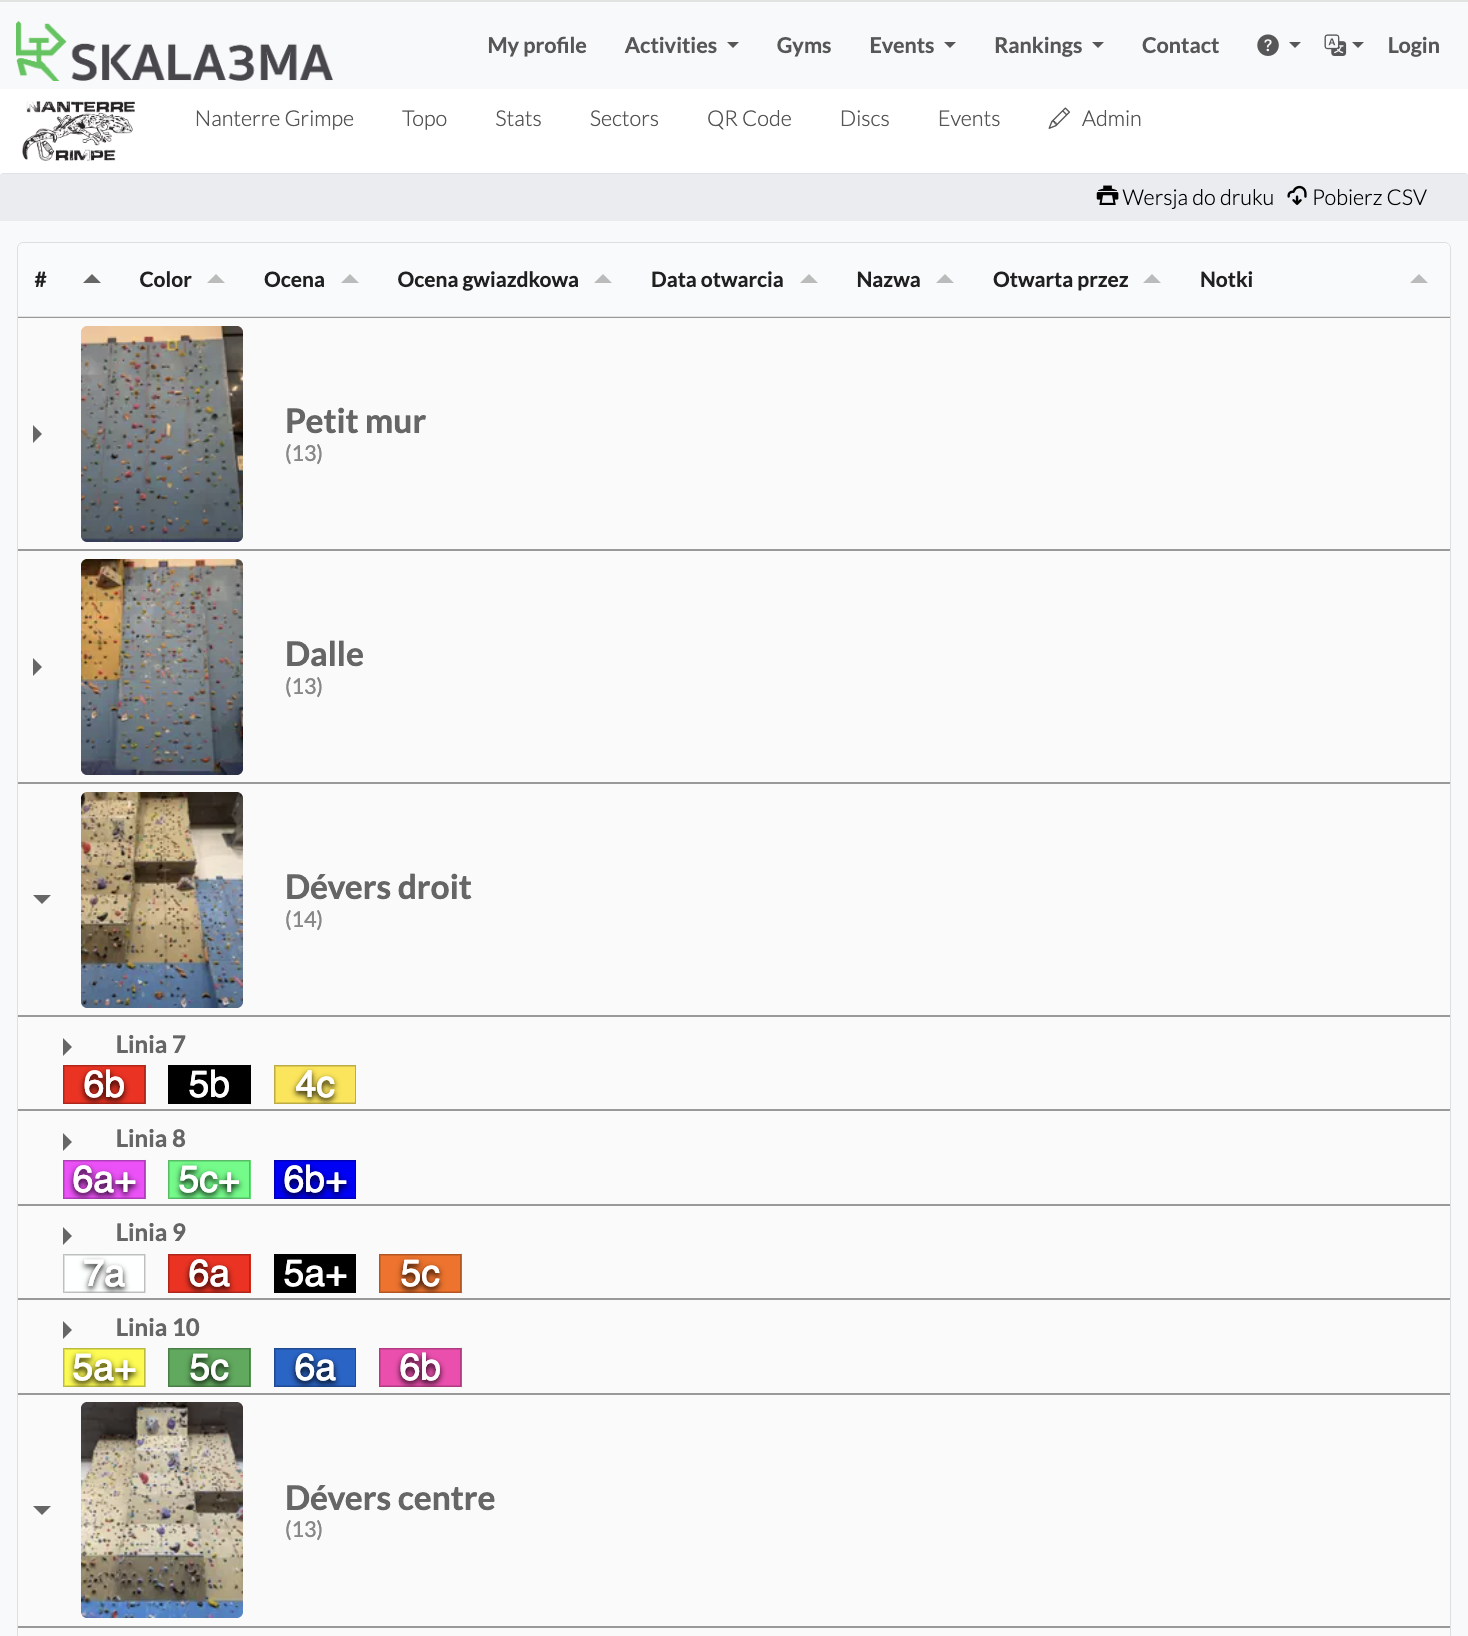 SKALA3MA
My profile Activities Gyms Events Rankings Contact Login
NANTERRE
GRIMPE
Nanterre Grimpe Topo Stats Sectors QR Code Discs Events Admin
Wersja do druku Pobierz CSV
# Color Ocena Ocena gwiazdkowa Data otwarcia Nazwa Otwarta przez Notki
Petit mur
(13)
Dalle
(13)
Dévers droit
(14)
Linia 7
6b 5b 4c
Linia 8
6a+ 5c+ 6b+
Linia 9
7a 6a 5a+ 5c
Linia 10
5a+ 5c 6a 6b
Dévers centre
(13)